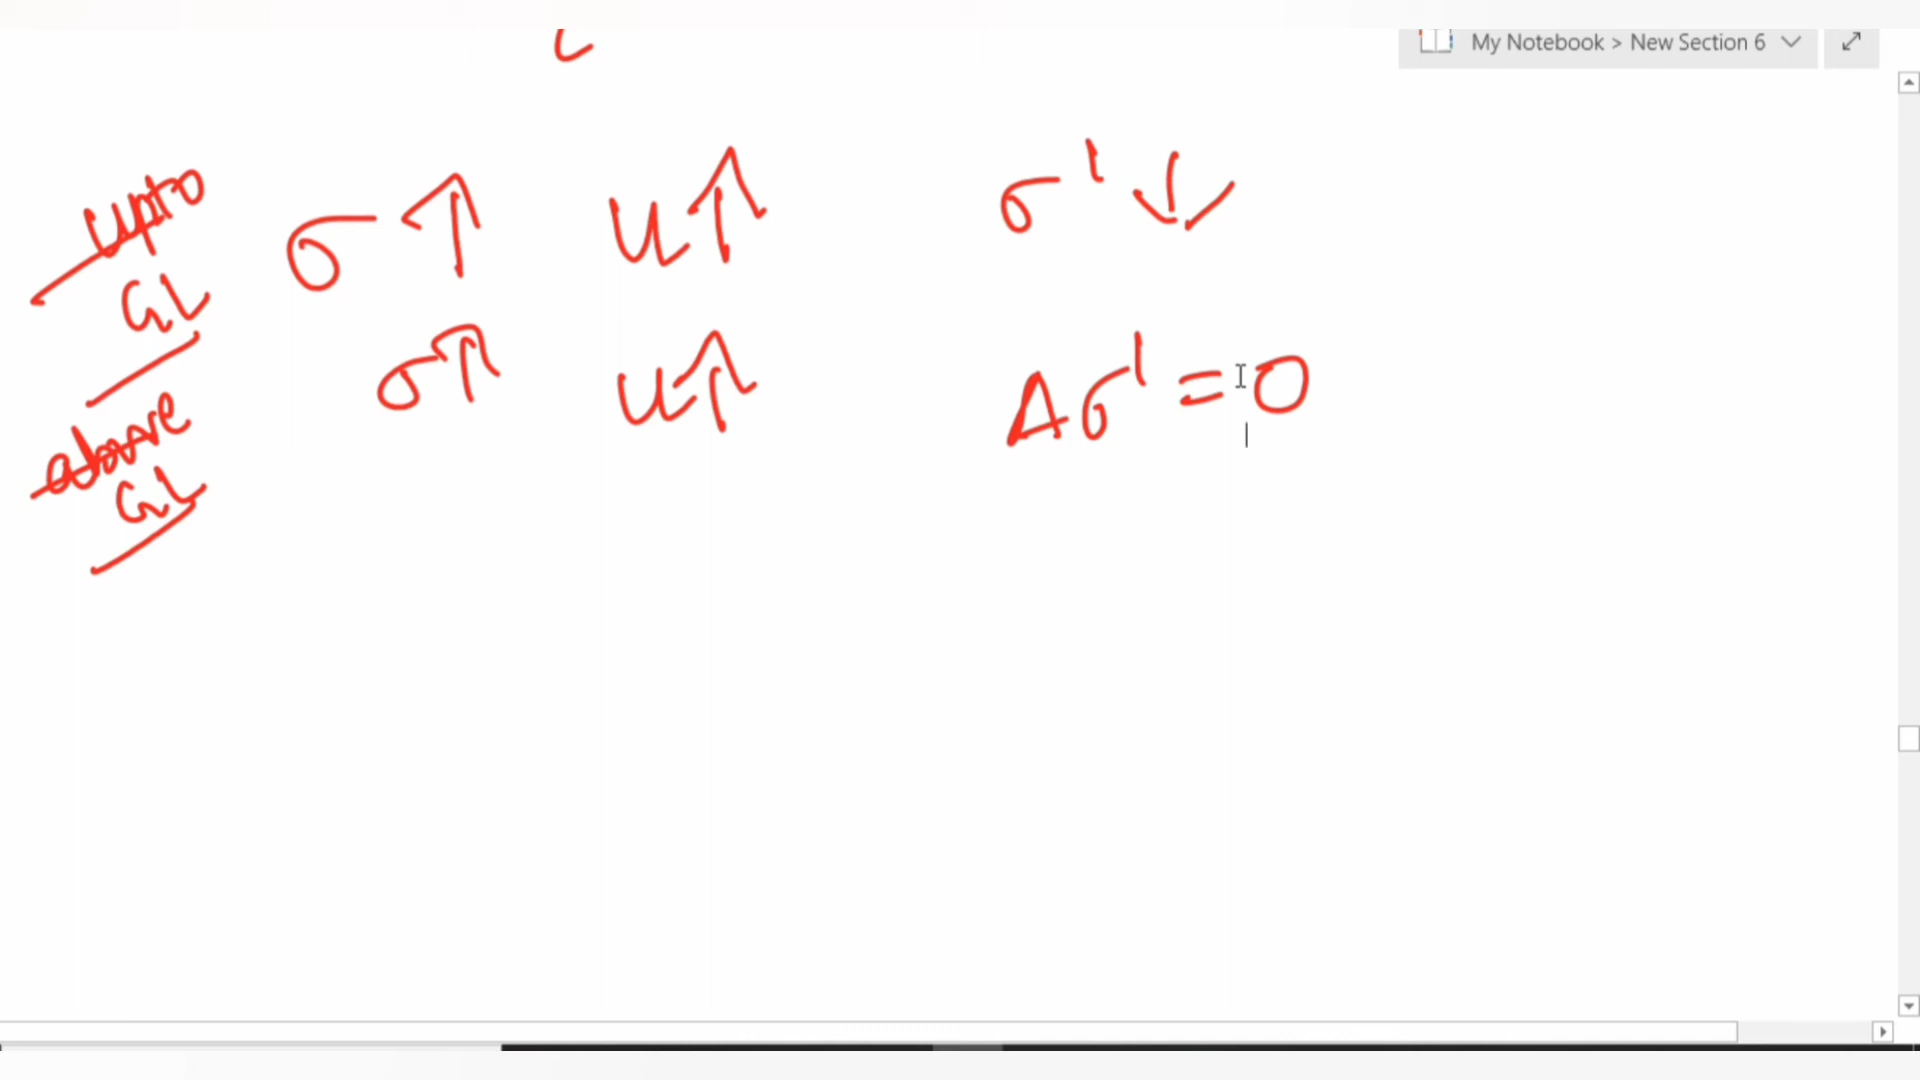 My Notebook > New Section 6
upto GL σ↑ u↑ σ'↓
above GL σ↑ u↑ Δσ' = 0